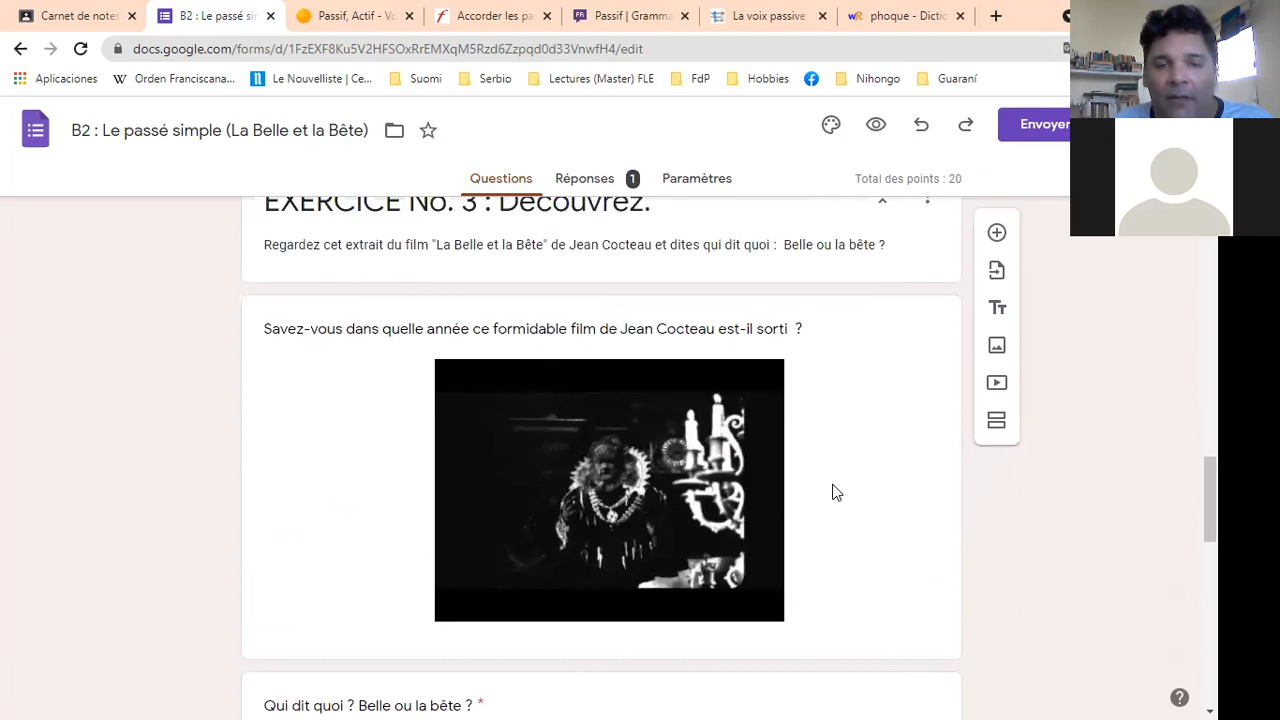 Carnet de notes
B2 : Le passé sim
Passif, Actif - Vo
Accorder les pa
Passif | Gramma
La voix passive
phoque - Dictio
docs.google.com/forms/d/1FzEXF8Ku5V2HFSOxRrEMXqM5Rzd6Zzpqd0d33VnwfH4/edit
Aplicaciones
Orden Franciscana...
Le Nouvelliste | Ce...
Suomi
Serbio
Lectures (Master) FLE
FdP
Hobbies
Nihongo
Guaraní
B2 : Le passé simple (La Belle et la Bête)
Envoyer
Questions
Réponses 1
Paramètres
Total des points : 20
EXERCICE No. 3 : Découvrez.
Regardez cet extrait du film "La Belle et la Bête" de Jean Cocteau et dites qui dit quoi : Belle ou la bête ?
Savez-vous dans quelle année ce formidable film de Jean Cocteau est-il sorti ?
Qui dit quoi ? Belle ou la bête ? *